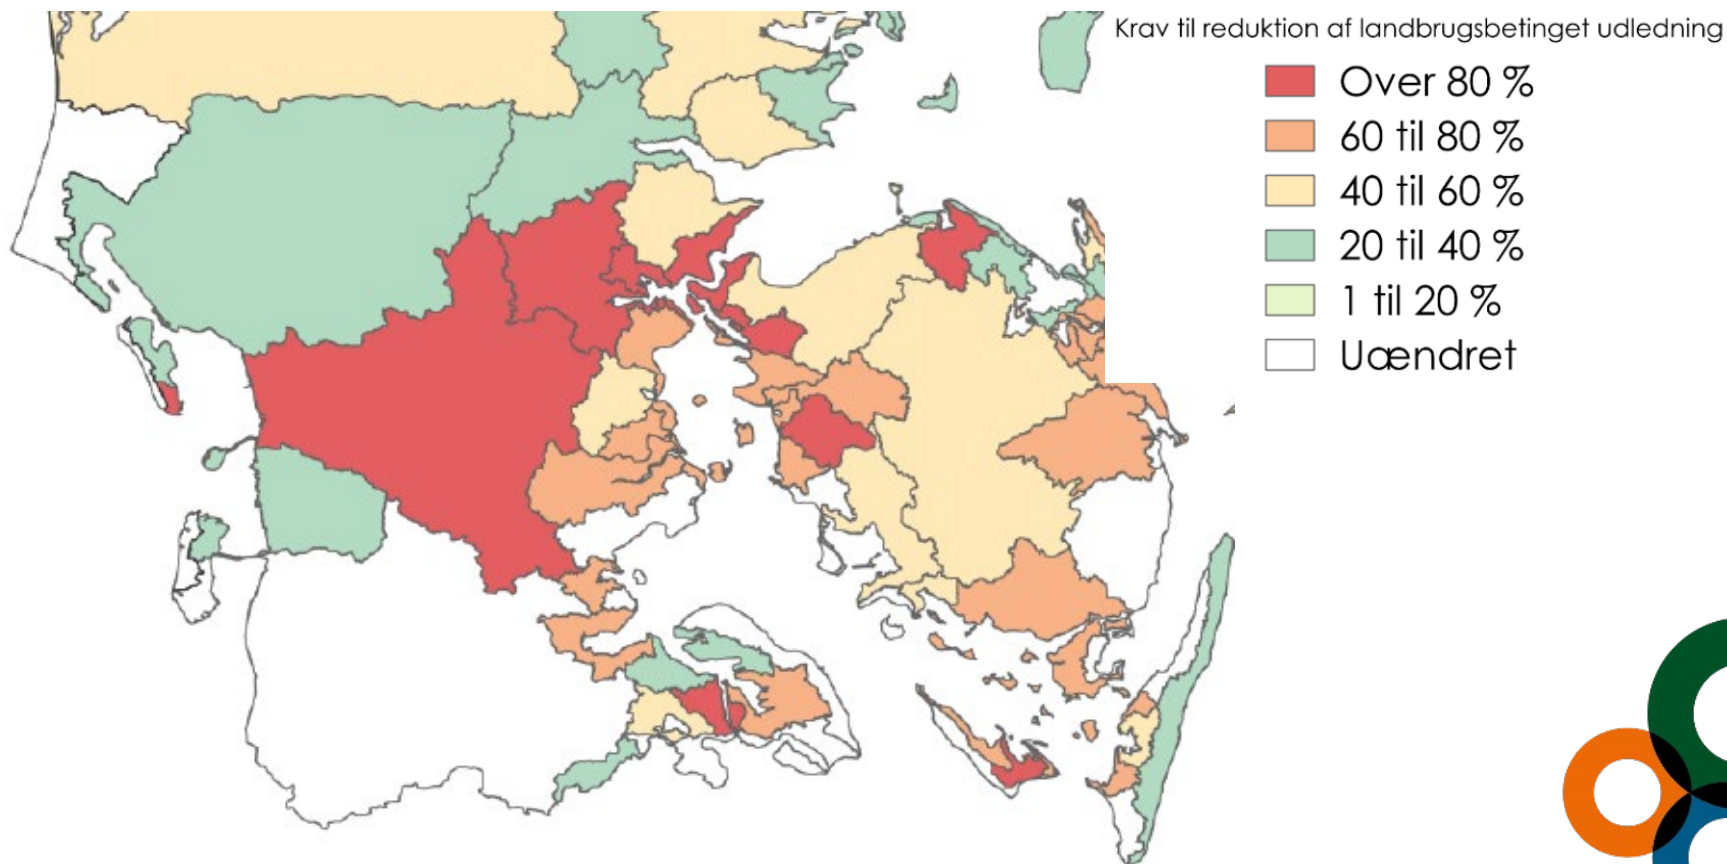 Krav til reduktion af landbrugsbetinget udledning
Over 80 %
60 til 80 %
40 til 60 %
20 til 40 %
1 til 20 %
Uændret